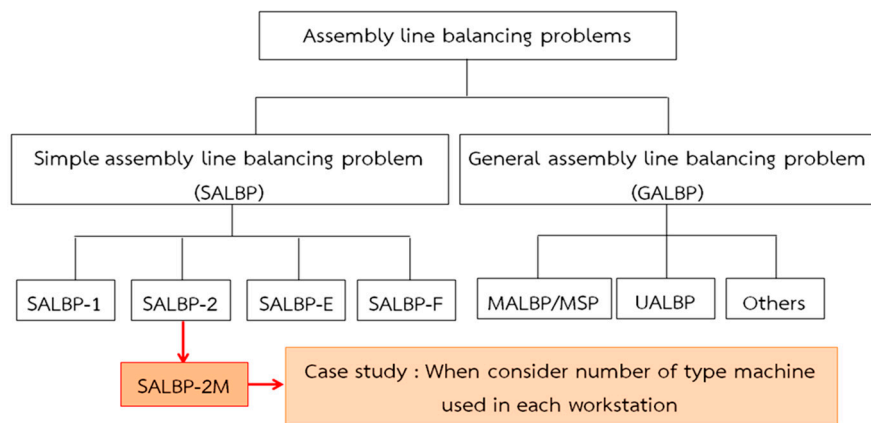 Assembly line balancing problems
Simple assembly line balancing problem
(SALBP)
General assembly line balancing problem
(GALBP)
SALBP-1
SALBP-2
SALBP-E
SALBP-F
MALBP/MSP
UALBP
Others
SALBP-2M
Case study : When consider number of type machine
used in each workstation